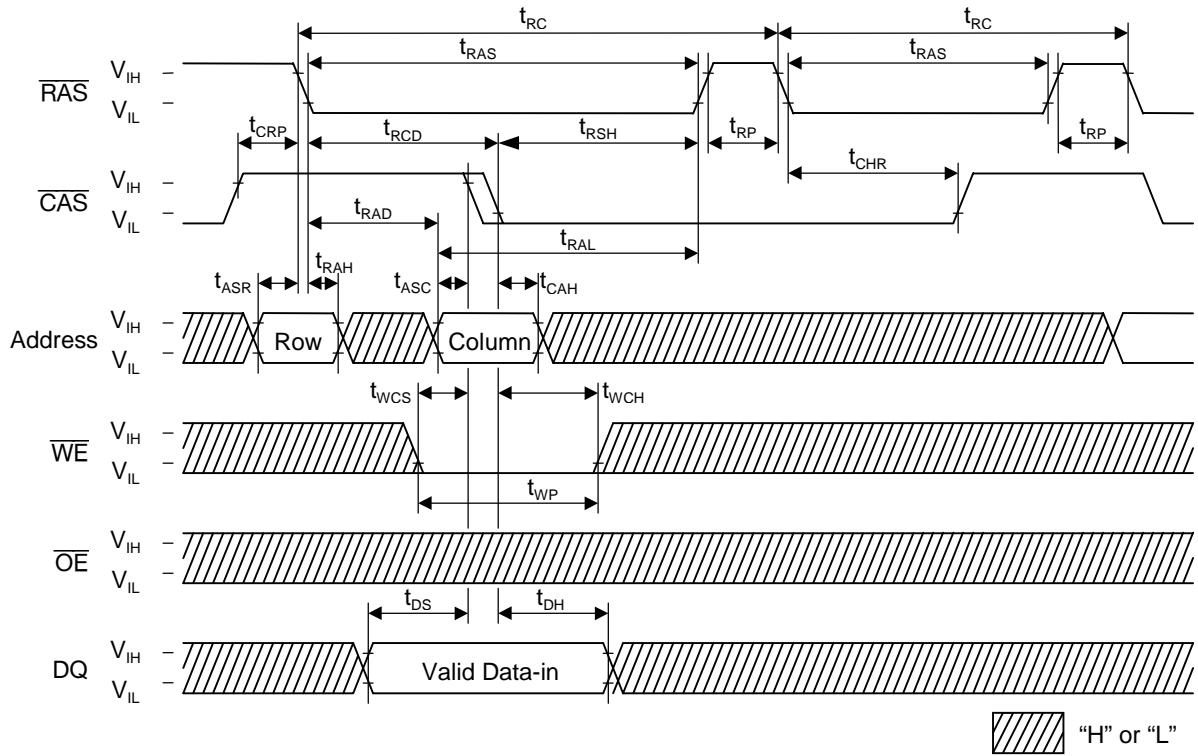 tRC tRC
tRAS tRAS
RAS VIH
VIL
tCRP tRCD tRSH tRP tCHR tRP
CAS VIH
VIL
tRAD
tRAL
tASR tRAH tASC tCAH
Address VIH
VIL
Row Column
tWCS tWCH
WE VIH
VIL
tWP
OE VIH
VIL
tDS tDH
DQ VIH
VIL
Valid Data-in
“H” or “L”